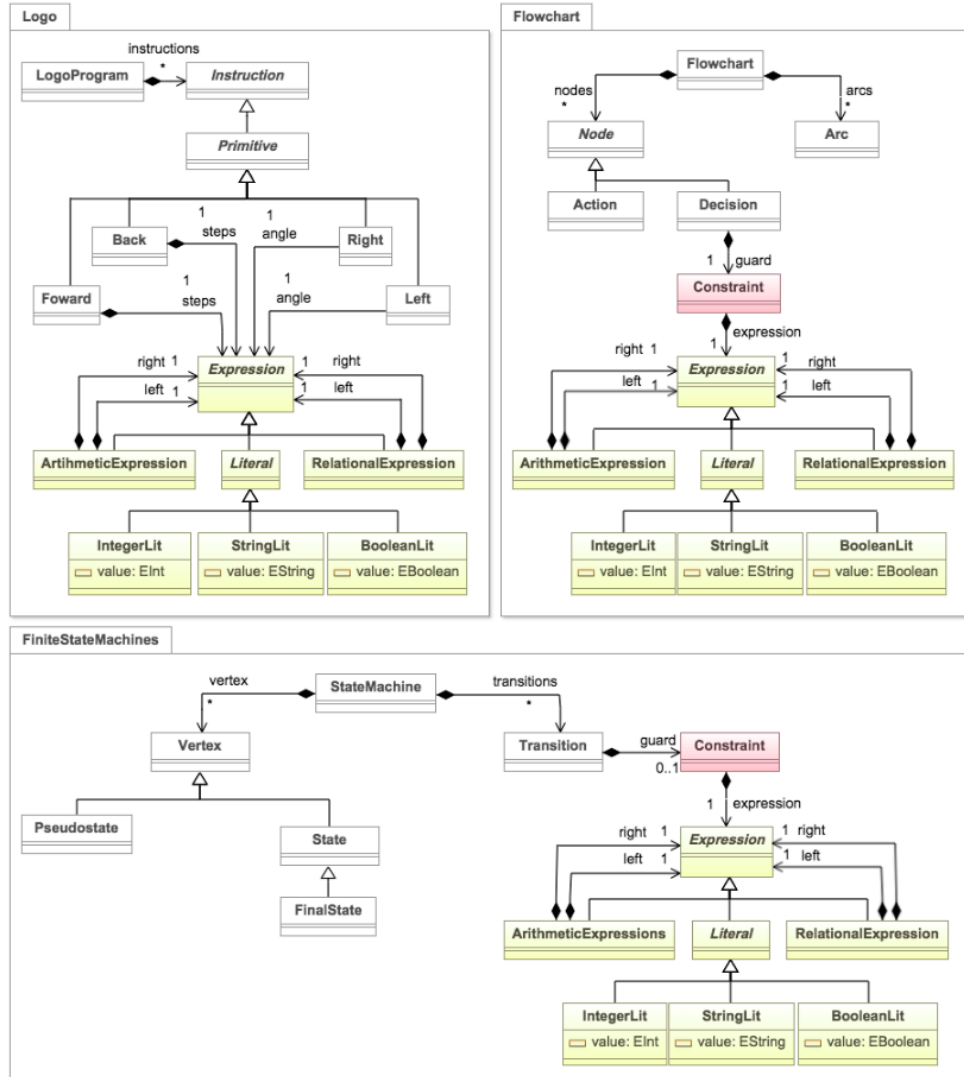 Logo
instructions
LogoProgram
*
Instruction
Primitive
1
1
steps
angle
Back
Right
1
1
steps
angle
Foward
Left
right 1
Expression
1 right
left 1
1 left
ArtihmeticExpression
Literal
RelationalExpression
IntegerLit
StringLit
BooleanLit
value: EInt
value: EString
value: EBoolean
Flowchart
Flowchart
nodes
arcs
*
*
Node
Arc
Action
Decision
1 guard
Constraint
expression
1
right 1
Expression
1 right
left 1
1 left
ArithmeticExpression
Literal
RelationalExpression
IntegerLit
StringLit
BooleanLit
value: EInt
value: EString
value: EBoolean
FiniteStateMachines
vertex
StateMachine
transitions
*
*
Vertex
Transition
guard
Constraint
0..1
1 expression
Pseudostate
State
right 1
Expression
1 right
left 1
1 left
FinalState
ArithmeticExpressions
Literal
RelationalExpression
IntegerLit
StringLit
BooleanLit
value: EInt
value: EString
value: EBoolean